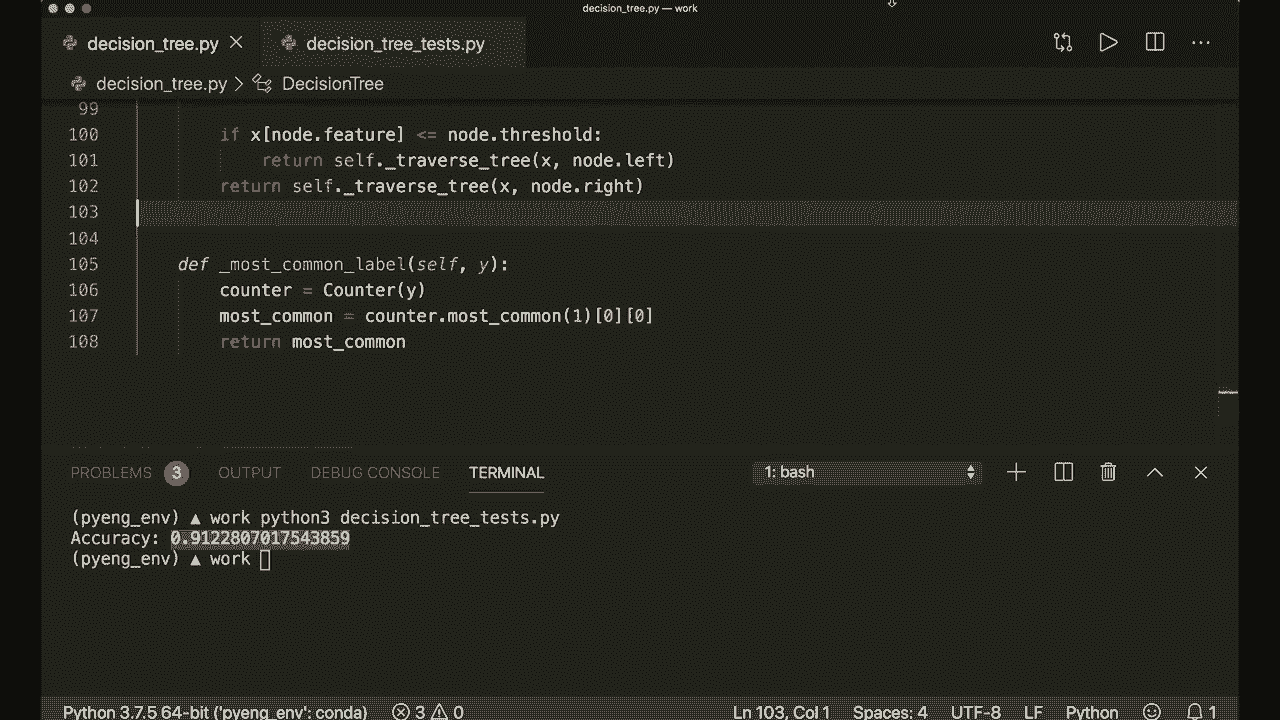 decision_tree.py — work
decision_tree.py
decision_tree_tests.py
decision_tree.py > DecisionTree
99
100 if x[node.feature] <= node.threshold:
101 return self._traverse_tree(x, node.left)
102 return self._traverse_tree(x, node.right)
103
104
105 def _most_common_label(self, y):
106 counter = Counter(y)
107 most_common = counter.most_common(1)[0][0]
108 return most_common
PROBLEMS 3 OUTPUT DEBUG CONSOLE TERMINAL 1: bash
(pyeng_env) ▲ work python3 decision_tree_tests.py
Accuracy: 0.9122807017543859
(pyeng_env) ▲ work
Python 3.7.5 64-bit ('pyeng_env': conda) 3 0 Ln 103, Col 1 Spaces: 4 UTF-8 LF Python 1